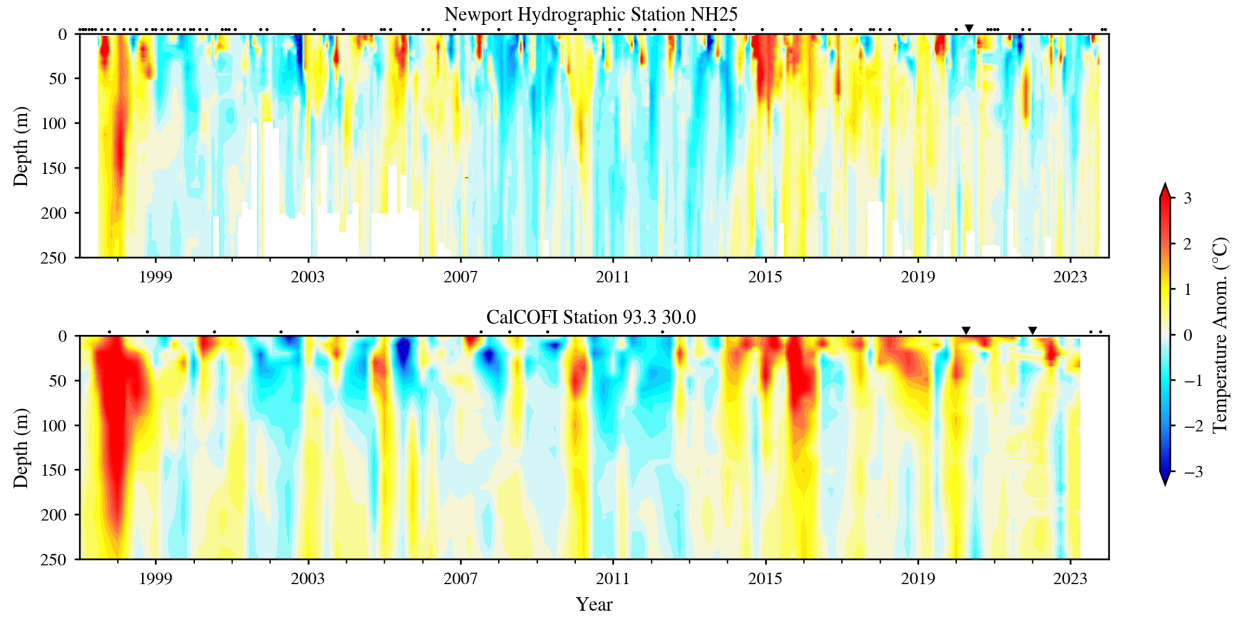 Newport Hydrographic Station NH25
0
50
100
150
200
250
Depth (m)
1999 2003 2007 2011 2015 2019 2023
CalCOFI Station 93.3 30.0
0
50
100
150
200
250
Depth (m)
1999 2003 2007 2011 2015 2019 2023
Year
3
2
1
0
−1
−2
−3
Temperature Anom. (°C)